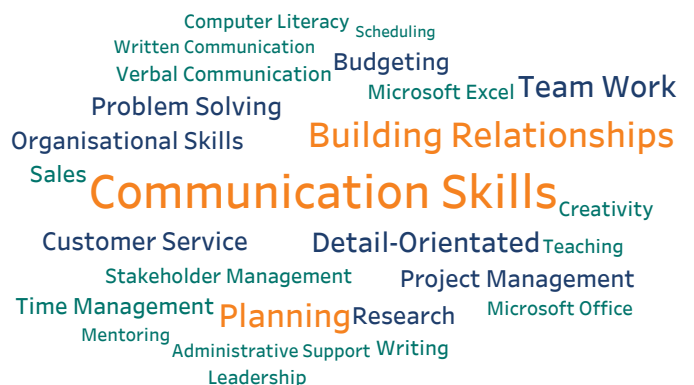 Computer Literacy
Scheduling
Written Communication
Budgeting
Verbal Communication
Microsoft Excel
Team Work
Problem Solving
Building Relationships
Organisational Skills
Sales
Communication Skills
Creativity
Customer Service
Detail-Orientated
Teaching
Stakeholder Management
Project Management
Time Management
Planning
Research
Microsoft Office
Mentoring
Administrative Support
Writing
Leadership